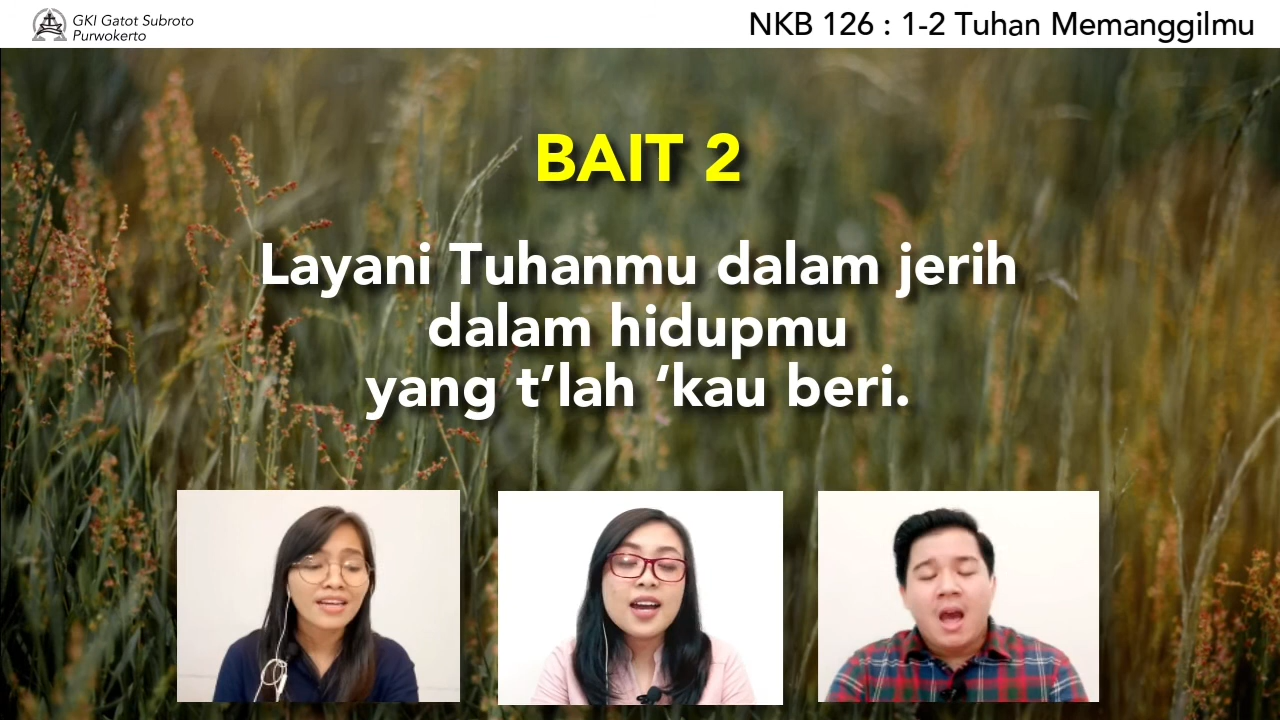 GKI Gatot Subroto
Purwokerto
NKB 126 : 1-2 Tuhan Memanggilmu
BAIT 2
Layani Tuhanmu dalam jerih
dalam hidupmu
yang t’lah ‘kau beri.